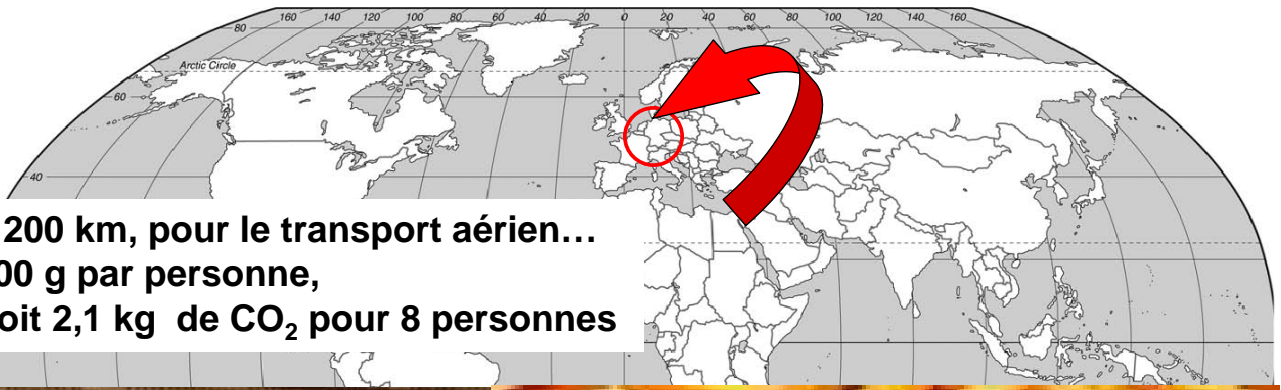 160 140 120 100 80 60 40 20 0 20 40 60 80 100 120 140 160
80
Arctic Circle
60
40
200 km, pour le transport aérien…
00 g par personne,
oit 2,1 kg de CO₂ pour 8 personnes